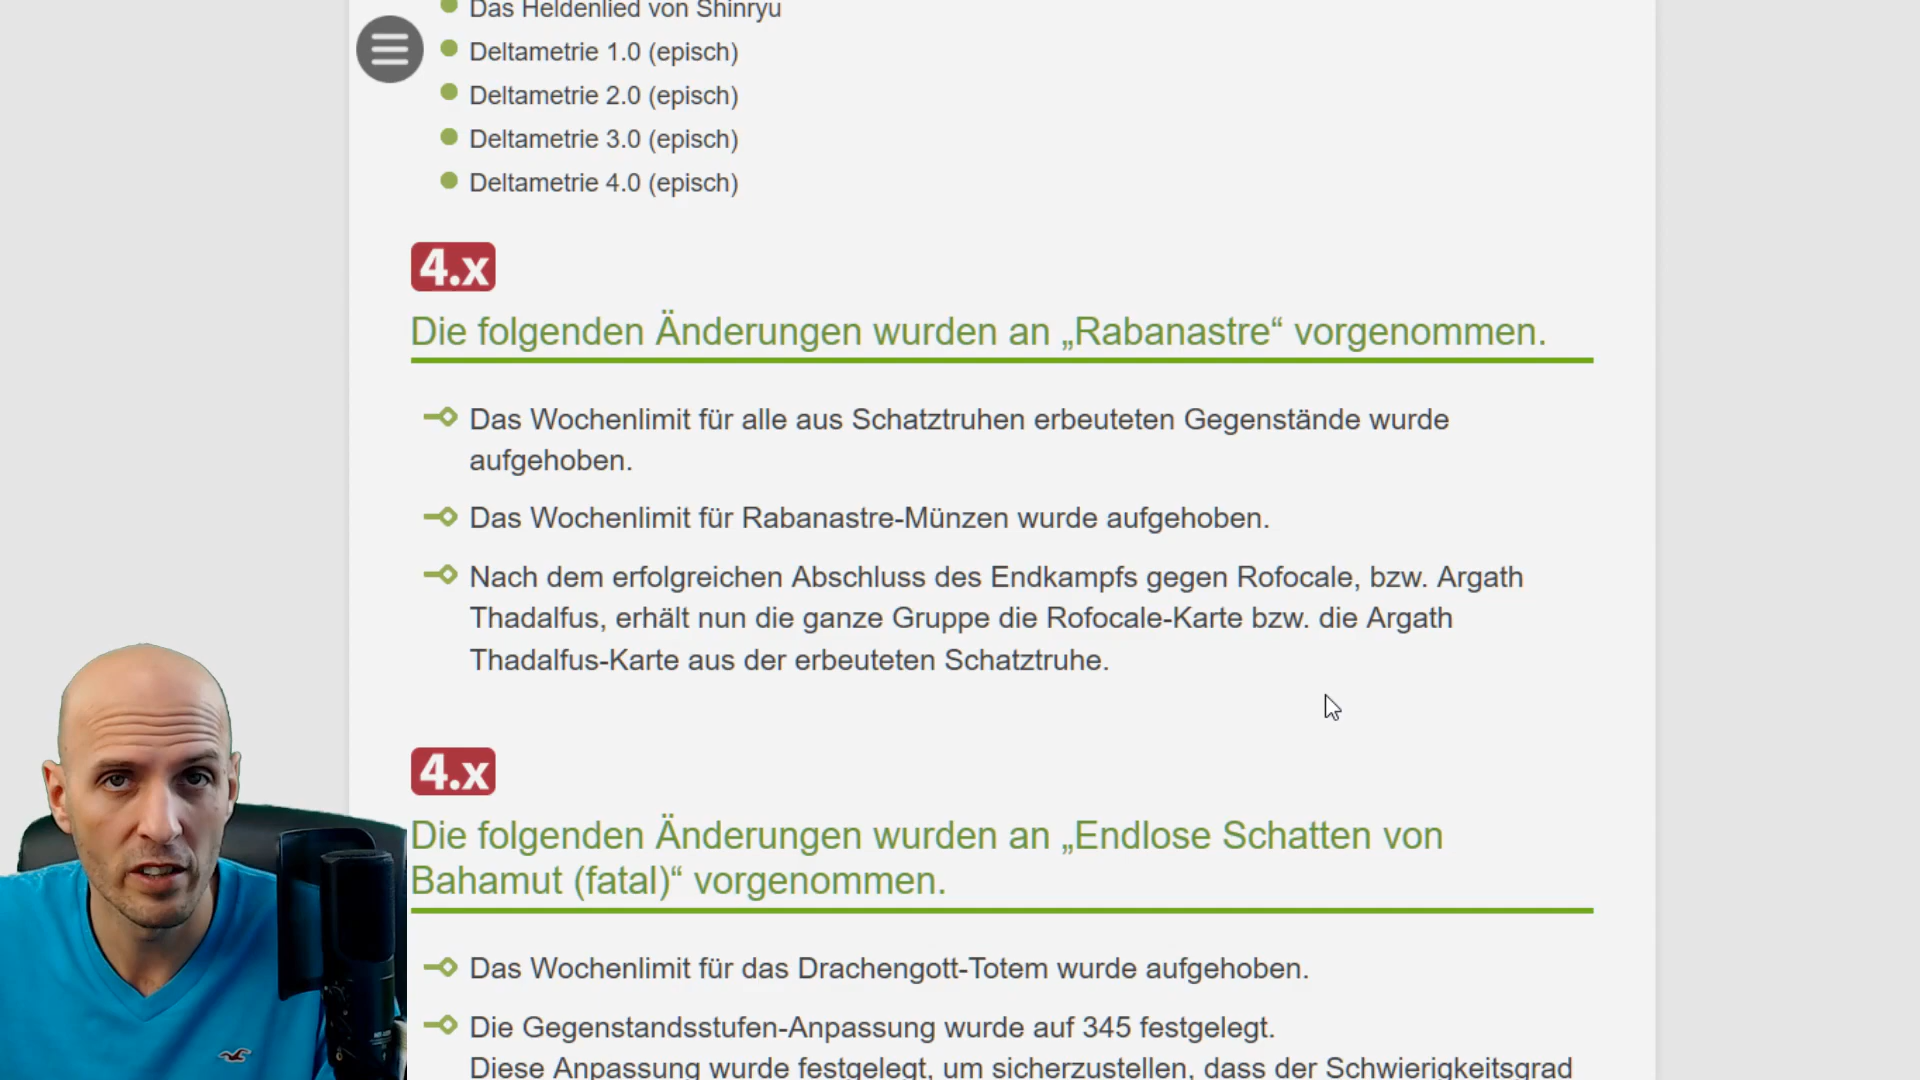 Das Heldenlied von Shinryu
Deltametrie 1.0 (episch)
Deltametrie 2.0 (episch)
Deltametrie 3.0 (episch)
Deltametrie 4.0 (episch)
4.x
Die folgenden Änderungen wurden an „Rabanastre“ vorgenommen.
Das Wochenlimit für alle aus Schatztruhen erbeuteten Gegenstände wurde
aufgehoben.
Das Wochenlimit für Rabanastre-Münzen wurde aufgehoben.
Nach dem erfolgreichen Abschluss des Endkampfs gegen Rofocale, bzw. Argath
Thadalfus, erhält nun die ganze Gruppe die Rofocale-Karte bzw. die Argath
Thadalfus-Karte aus der erbeuteten Schatztruhe.
4.x
Die folgenden Änderungen wurden an „Endlose Schatten von
Bahamut (fatal)“ vorgenommen.
Das Wochenlimit für das Drachengott-Totem wurde aufgehoben.
Die Gegenstandsstufen-Anpassung wurde auf 345 festgelegt.
Diese Anpassung wurde festgelegt, um sicherzustellen, dass der Schwierigkeitsgrad